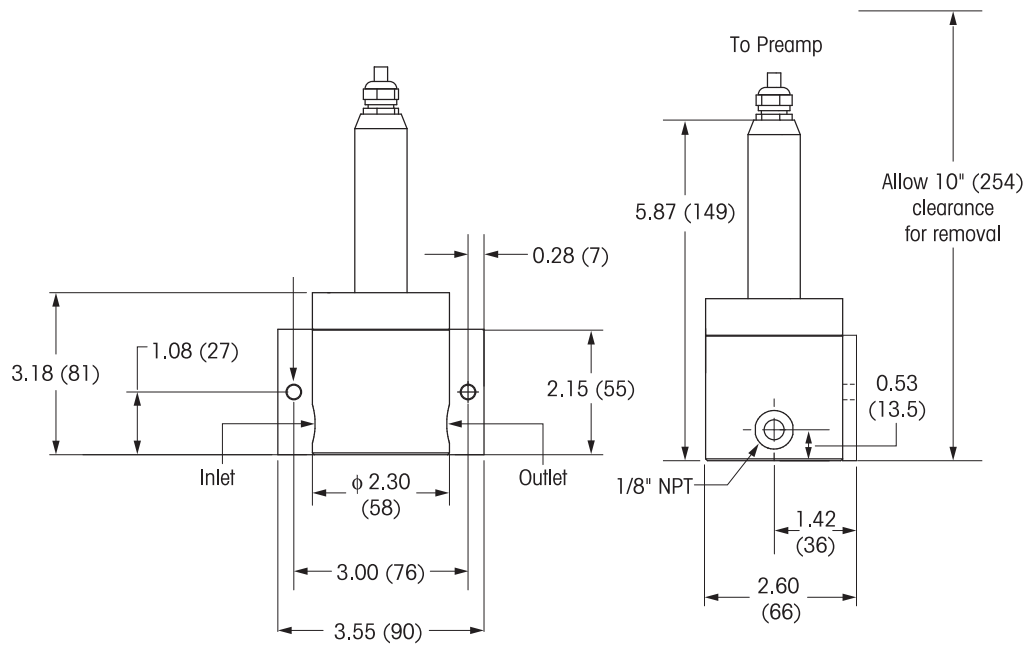 To Preamp
Allow 10" (254)
clearance
for removal
5.87 (149)
0.28 (7)
1.08 (27)
3.18 (81)
2.15 (55)
0.53
(13.5)
Inlet
ϕ 2.30
(58)
Outlet
1/8" NPT
1.42
(36)
3.00 (76)
2.60
(66)
3.55 (90)